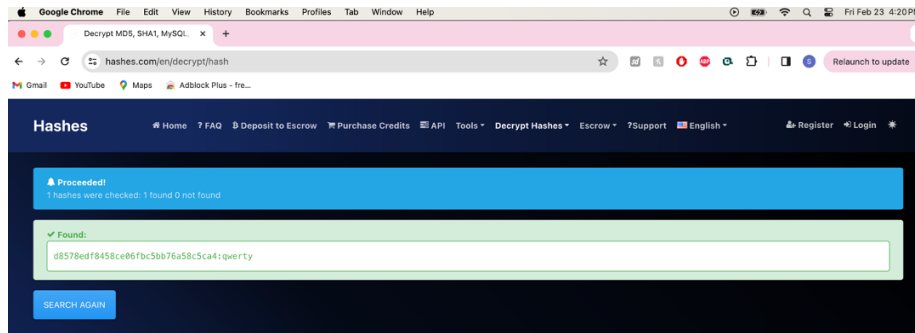 Google Chrome File Edit View History Bookmarks Profiles Tab Window Help Fri Feb 23 4:20PM
Decrypt MD5, SHA1, MySQL, × +
hashes.com/en/decrypt/hash ABP S Relaunch to update
Gmail YouTube Maps Adblock Plus - fre...
Hashes Home ? FAQ Deposit to Escrow Purchase Credits API Tools Decrypt Hashes Escrow ?Support English Register Login
Proceeded!
1 hashes were checked: 1 found 0 not found
Found:
d8578edf8458ce06fbc5bb76a58c5ca4:qwerty
SEARCH AGAIN